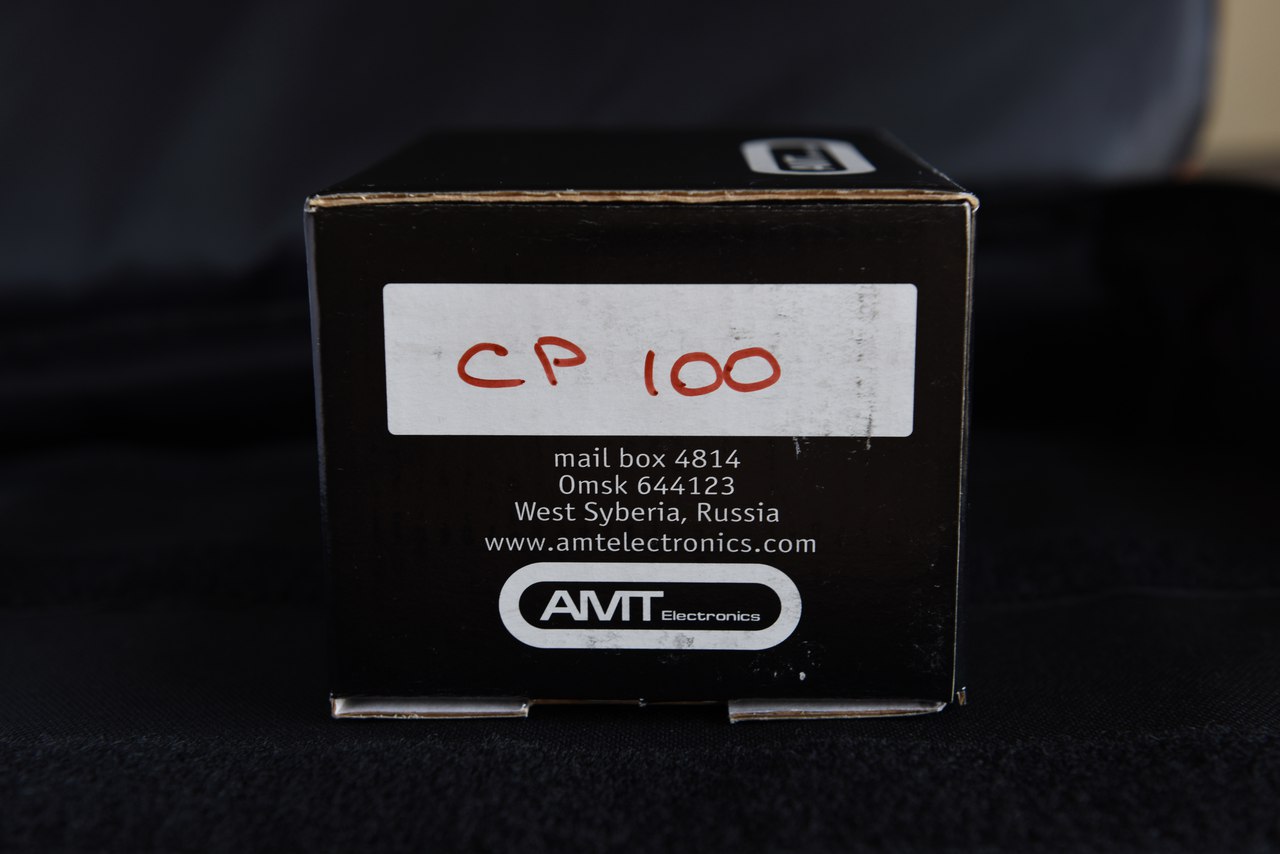 CP 100
mail box 4814
Omsk 644123
West Syberia, Russia
www.amtelectronics.com
AMT Electronics